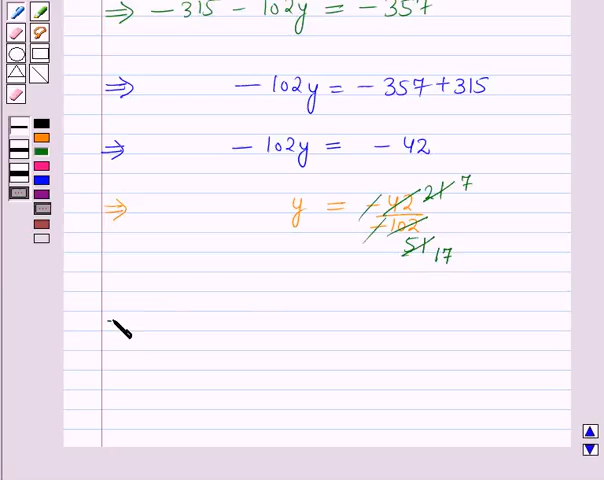 ⇒ - 315 - 102y = - 357
⇒ - 102y = - 357 + 315
⇒ - 102y = - 42
⇒ y = -42/-102 21 7 51 17